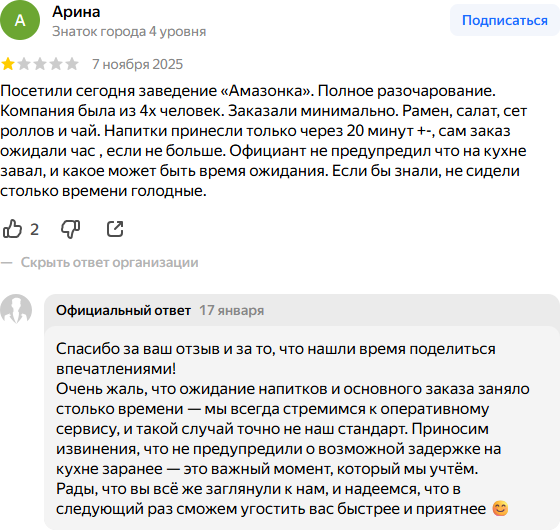 А
Арина
Знаток города 4 уровня
Подписаться
7 ноября 2025
Посетили сегодня заведение «Амазонка». Полное разочарование.
Компания была из 4х человек. Заказали минимально. Рамен, салат, сет
роллов и чай. Напитки принесли только через 20 минут +-, сам заказ
ожидали час , если не больше. Официант не предупредил что на кухне
завал, и какое может быть время ожидания. Если бы знали, не сидели
столько времени голодные.
2
— Скрыть ответ организации
Официальный ответ 17 января
Спасибо за ваш отзыв и за то, что нашли время поделиться
впечатлениями!
Очень жаль, что ожидание напитков и основного заказа заняло
столько времени — мы всегда стремимся к оперативному
сервису, и такой случай точно не наш стандарт. Приносим
извинения, что не предупредили о возможной задержке на
кухне заранее — это важный момент, который мы учтём.
Рады, что вы всё же заглянули к нам, и надеемся, что в
следующий раз сможем угостить вас быстрее и приятнее 😊